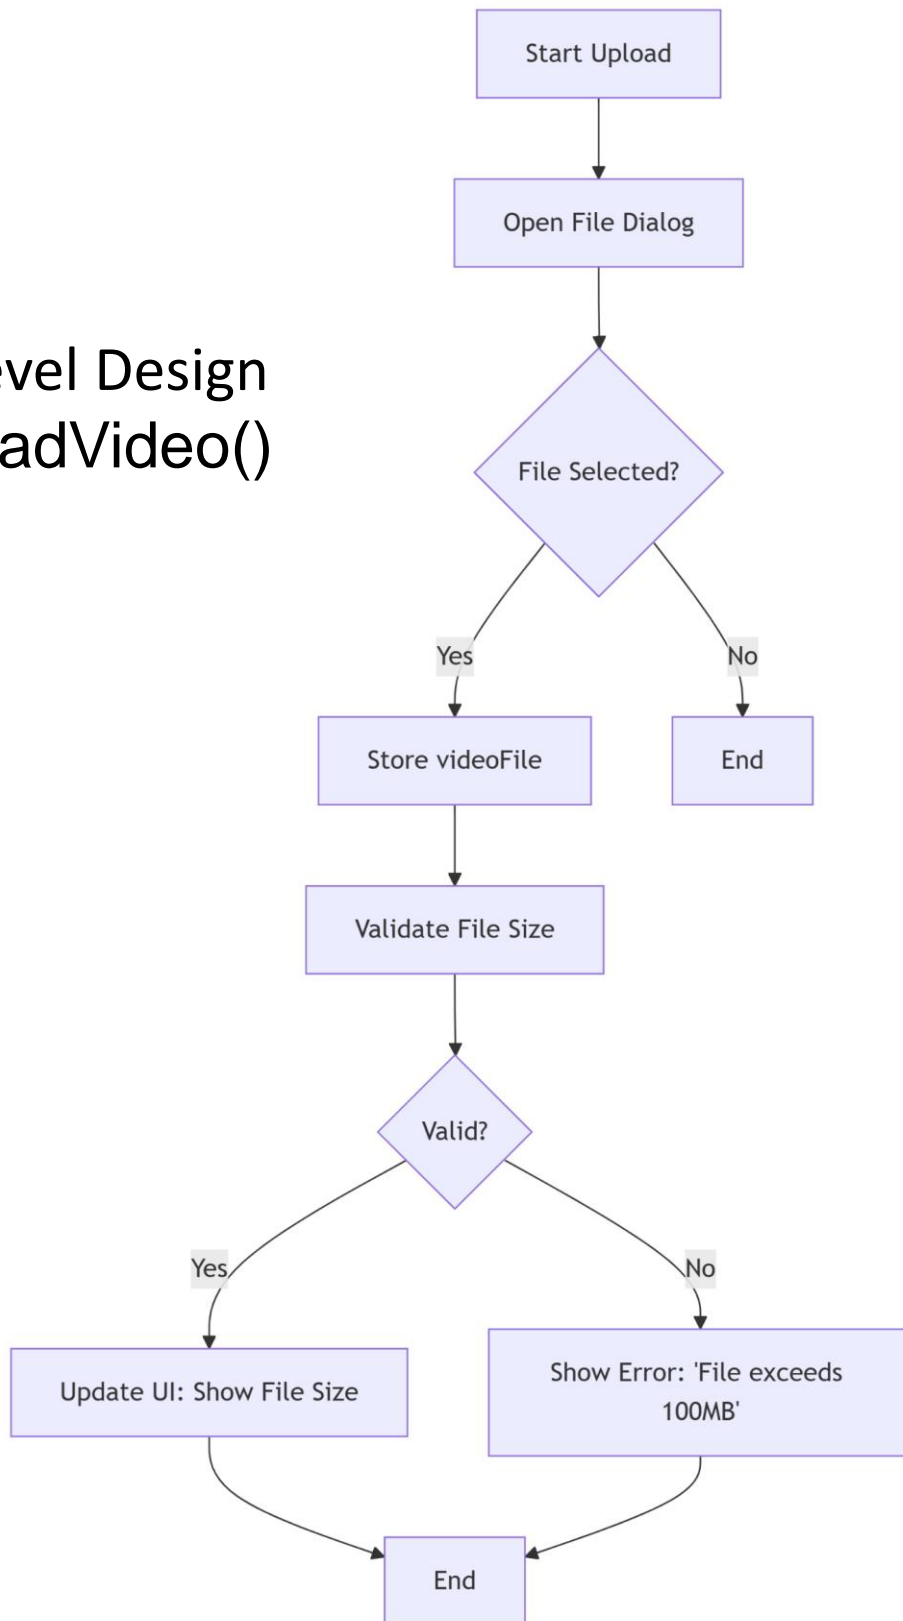 Start Upload
Open File Dialog
evel Design
adVideo()
File Selected?
Yes
No
Store videoFile
End
Validate File Size
Valid?
Yes
No
Update UI: Show File Size
Show Error: 'File exceeds
100MB'
End